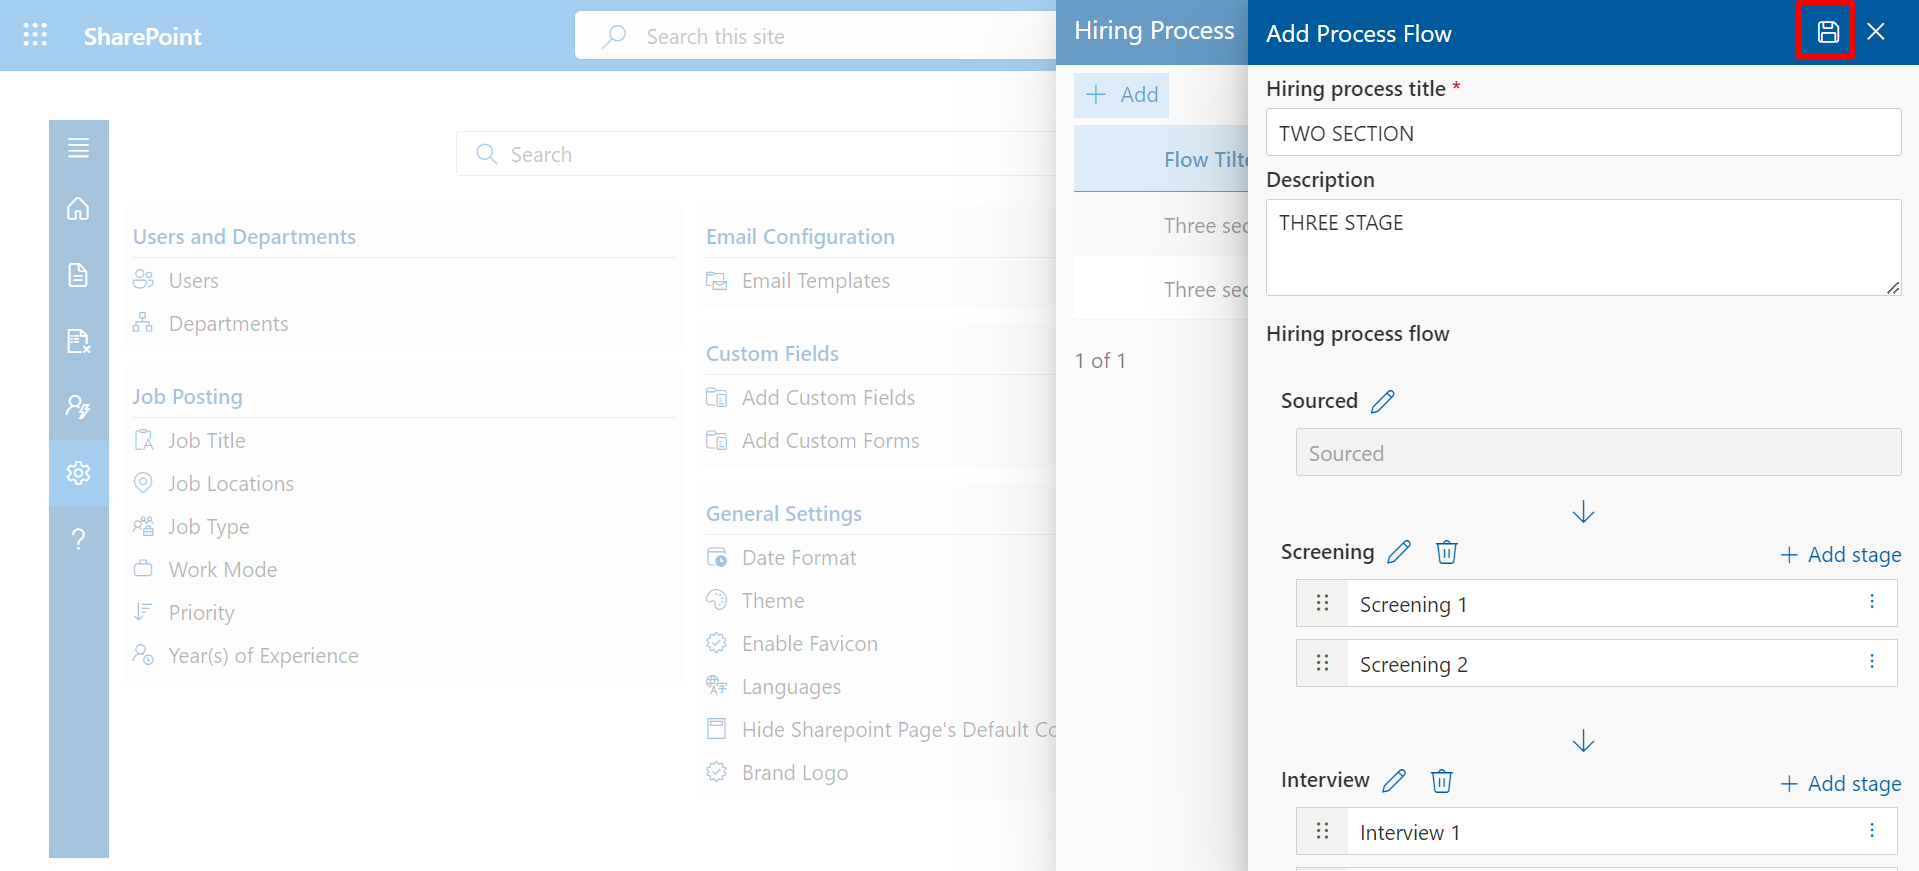 SharePoint
Search this site
Hiring Process
Add Process Flow
Search
Users and Departments
Users
Departments
Job Posting
Job Title
Job Locations
Job Type
Work Mode
Priority
Year(s) of Experience
Email Configuration
Email Templates
Custom Fields
Add Custom Fields
Add Custom Forms
General Settings
Date Format
Theme
Enable Favicon
Languages
Hide Sharepoint Page's Default Co
Brand Logo
+ Add
Flow Tilte
Three sec
Three sec
1 of 1
Hiring process title *
TWO SECTION
Description
THREE STAGE
Hiring process flow
Sourced
Sourced
Screening
+ Add stage
Screening 1
Screening 2
Interview
+ Add stage
Interview 1